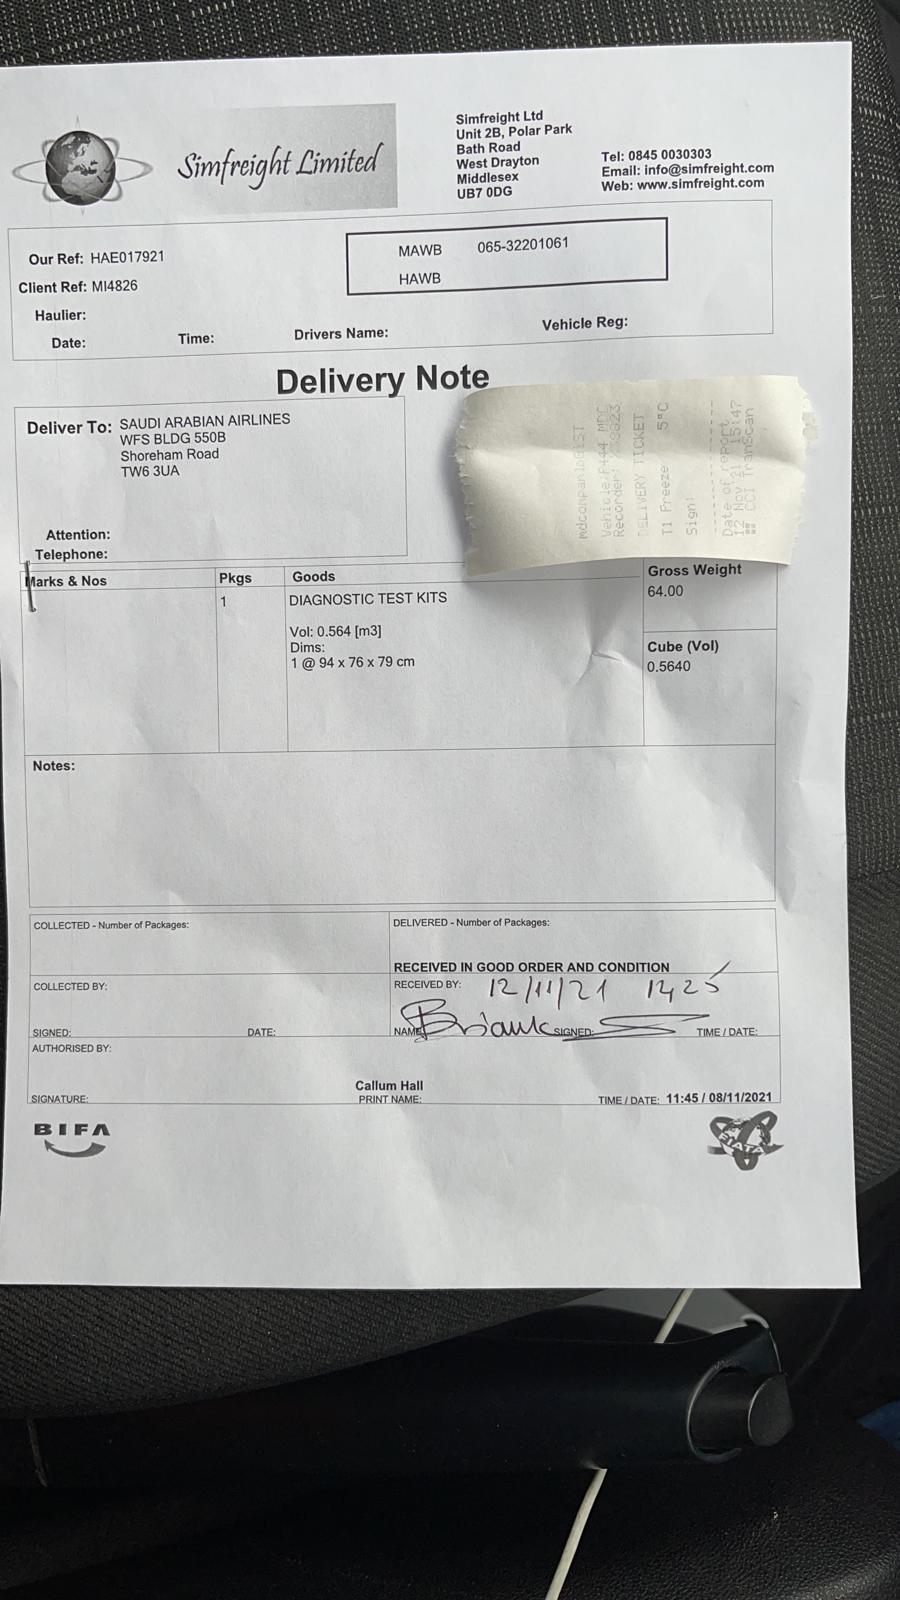 Simfreight Limited
Simfreight Ltd
Unit 2B, Polar Park
Bath Road
West Drayton
Middlesex
UB7 0DG
Tel: 0845 0030303
Email: info@simfreight.com
Web: www.simfreight.com
Our Ref: HAE017921
Client Ref: MI4826
Haulier:
Date: Time: Drivers Name: Vehicle Reg:
MAWB 065-32201061
HAWB
Delivery Note
Deliver To: SAUDI ARABIAN AIRLINES
WFS BLDG 550B
Shoreham Road
TW6 3UA
Attention:
Telephone:
Vehicle:P444 MDC
DELIVERY TICKET
T1 Freeze 5°C
Sign:
Date of report
12 Nov 21 15:47
## CCI TranScan
Marks & Nos Pkgs Goods Gross Weight
1 DIAGNOSTIC TEST KITS 64.00
Vol: 0.564 [m3]
Dims:
1 @ 94 x 76 x 79 cm
Cube (Vol)
0.5640
Notes:
COLLECTED - Number of Packages: DELIVERED - Number of Packages:
RECEIVED IN GOOD ORDER AND CONDITION
COLLECTED BY: RECEIVED BY: 12/11/21 1425
SIGNED: DATE: NAME SIGNED: TIME / DATE:
AUTHORISED BY:
Callum Hall
SIGNATURE: PRINT NAME: TIME / DATE: 11:45 / 08/11/2021
BIFA
FIATA